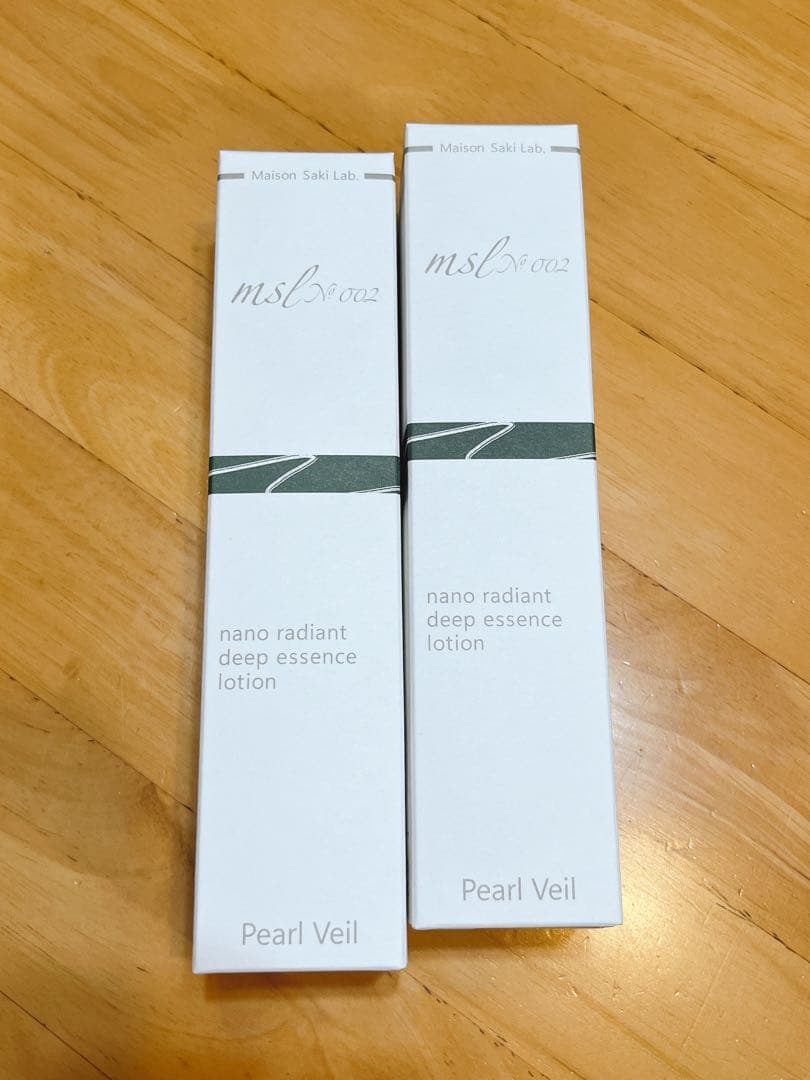 Maison Saki Lab.
msl № 002
nano radiant
deep essence
lotion
Pearl Veil
Maison Saki Lab.
msl № 002
nano radiant
deep essence
lotion
Pearl Veil